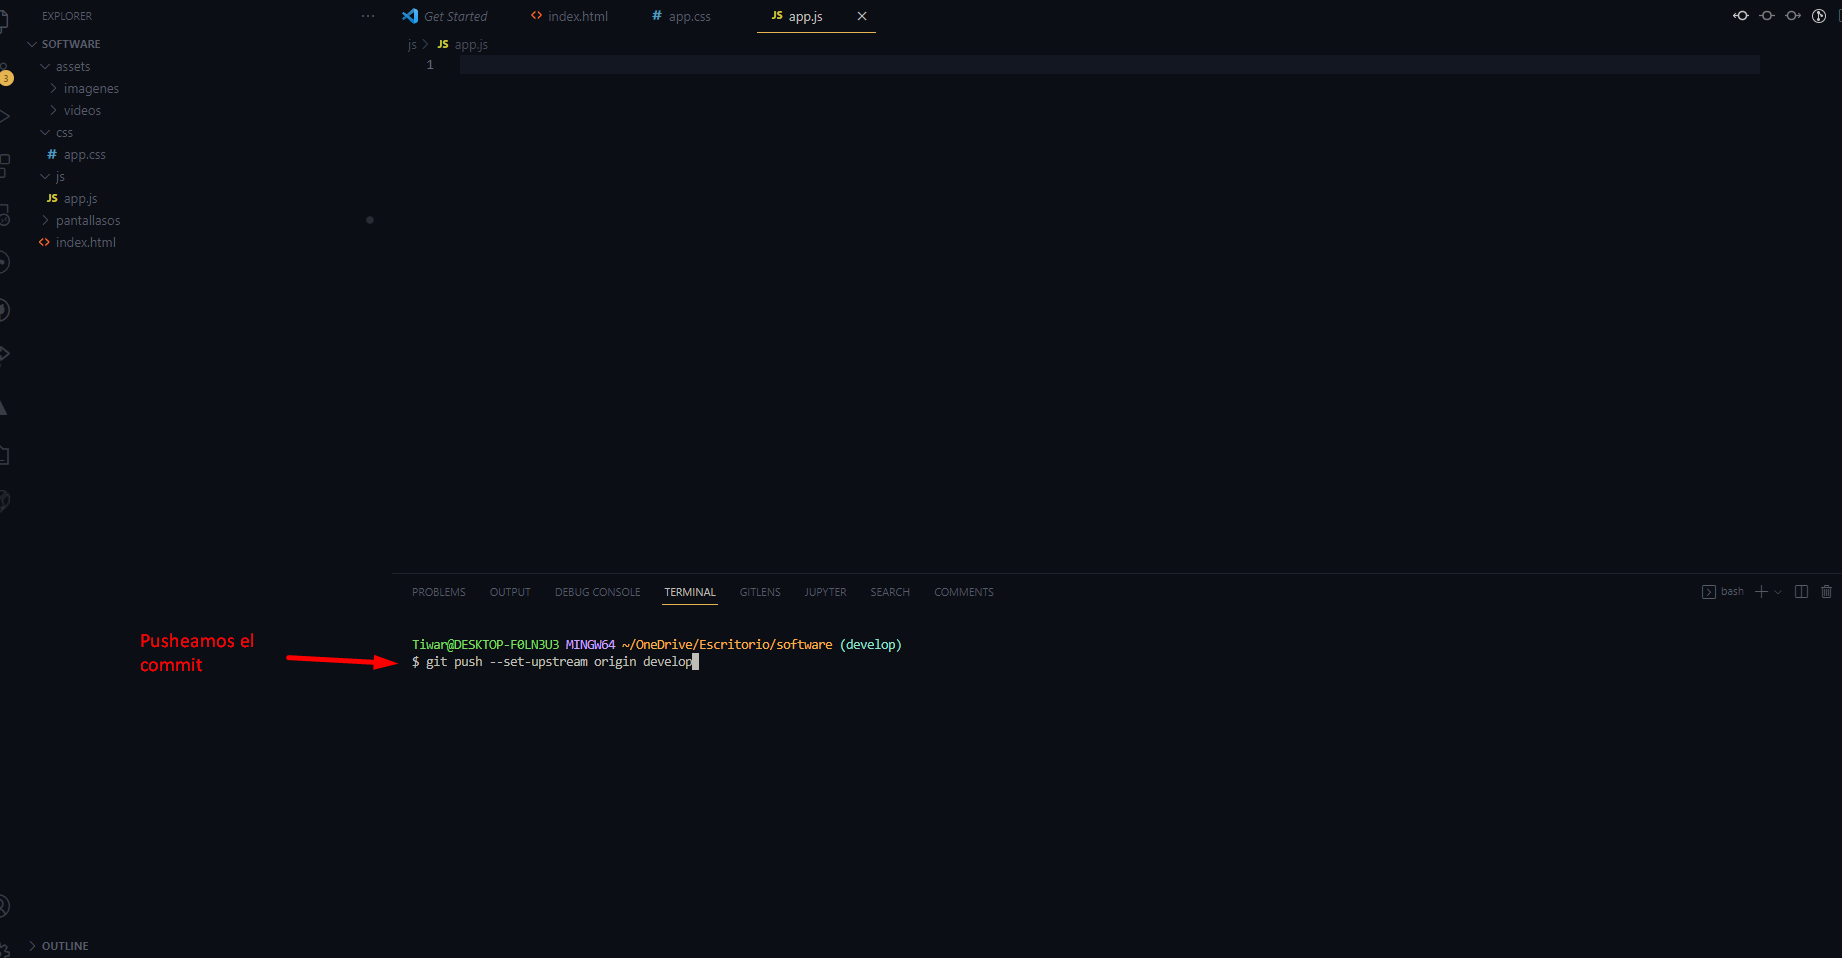 EXPLORER
SOFTWARE
assets
imagenes
videos
css
# app.css
js
JS app.js
pantallasos
<> index.html
OUTLINE
3
Get Started
<> index.html
# app.css
JS app.js
js > JS app.js
1
PROBLEMS OUTPUT DEBUG CONSOLE TERMINAL GITLENS JUPYTER SEARCH COMMENTS
bash
Tiwar@DESKTOP-F0LN3U3 MINGW64 ~/OneDrive/Escritorio/software (develop)
$ git push --set-upstream origin develop
Pusheamos el
commit